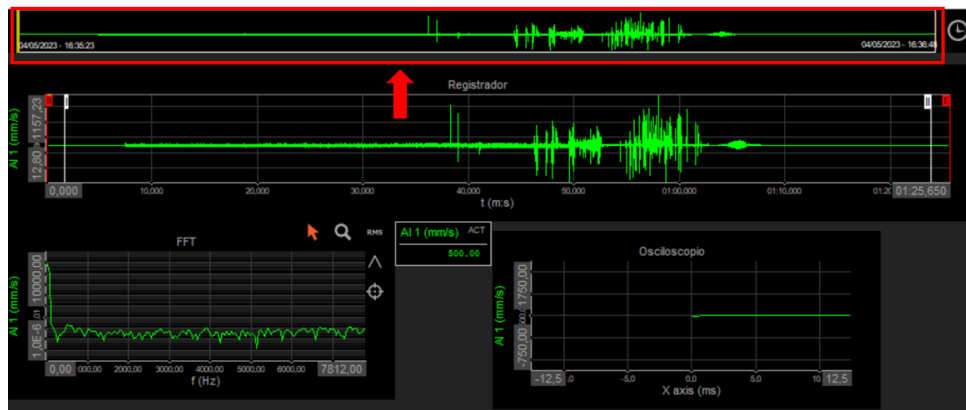 04/05/2023 - 16:35:23
04/05/2023 - 16:36:48
Registrador
AI 1 (mm/s)
12,80
1157,23
0,000
10,000
20,000
30,000
40,000
50,000
01:00,000
01:10,000
01:25,650
t (m:s)
FFT
RMS
AI 1 (mm/s)
ACT
500.00
Osciloscopio
AI 1 (mm/s)
1,0E-6
,01
10000,00
0,00
000,00
2000,00
3000,00
4000,00
5000,00
6000,00
7812,00
f (Hz)
AI 1 (mm/s)
-750,00
1750,00
-12,5
-5,0
0,0
5,0
10
12,5
X axis (ms)